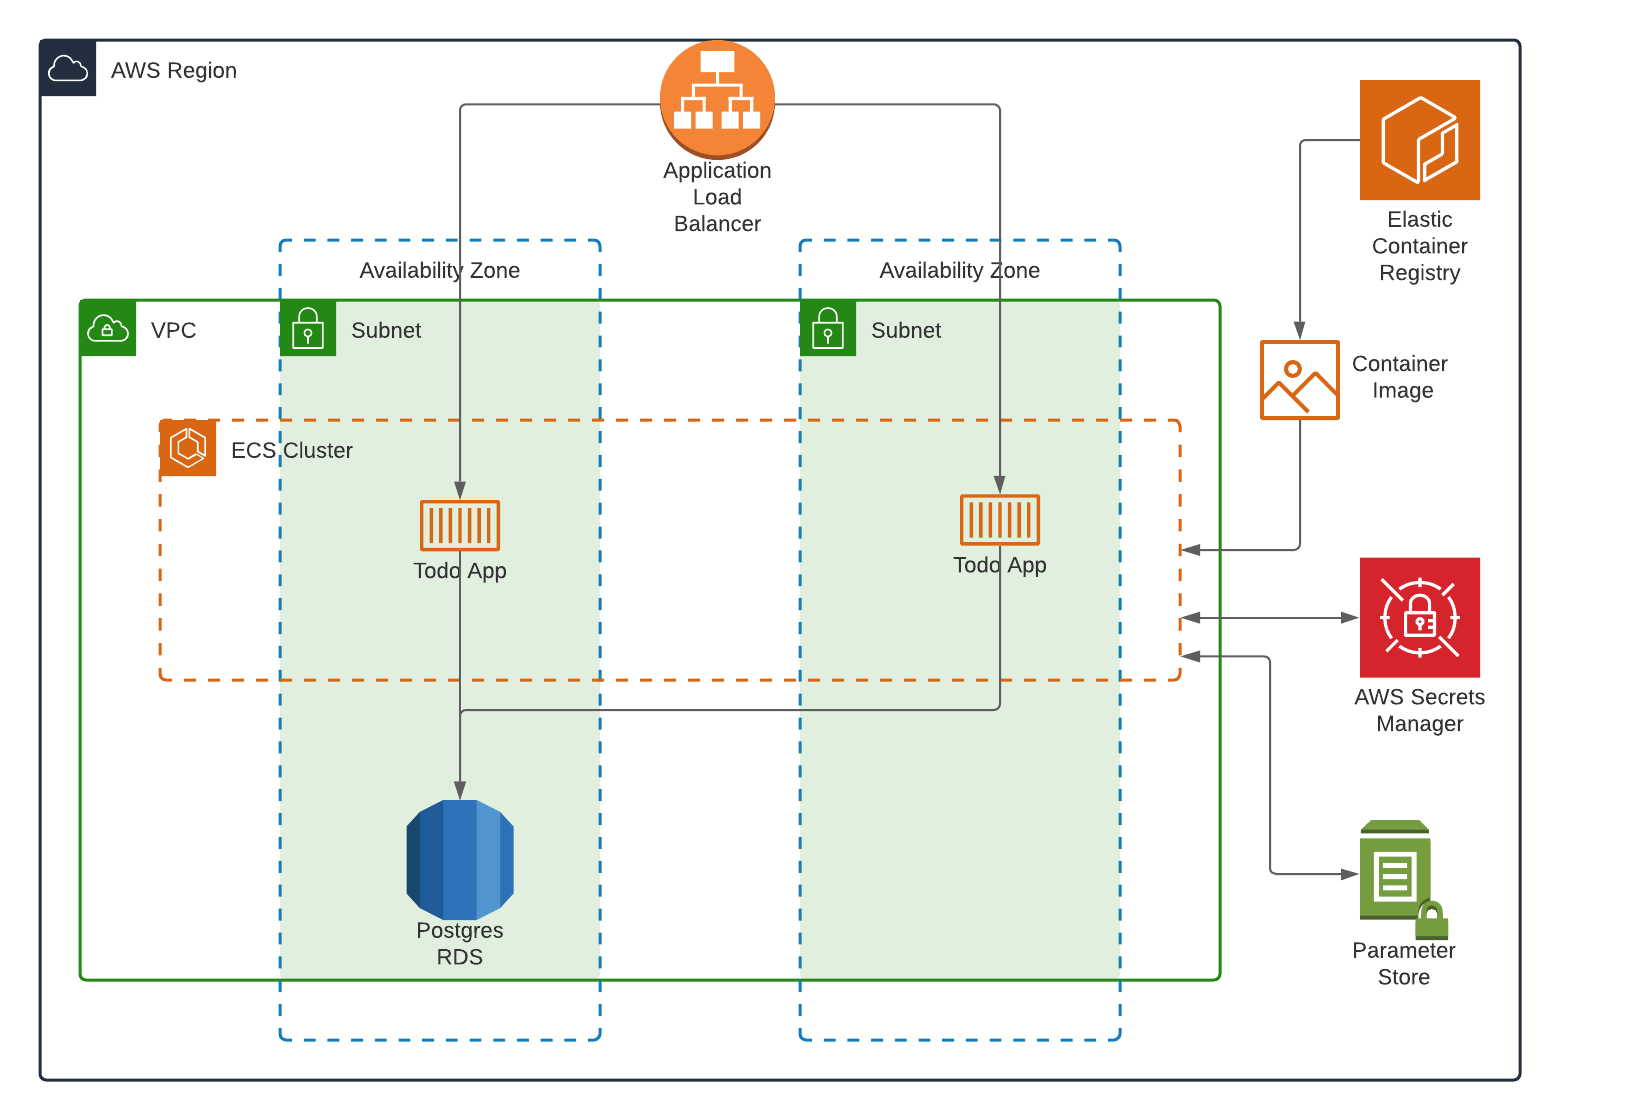 AWS Region
Application
Load
Balancer
Elastic
Container
Registry
Availability Zone
Availability Zone
VPC
Subnet
Subnet
Container
Image
ECS Cluster
Todo App
Todo App
AWS Secrets
Manager
Postgres
RDS
Parameter
Store